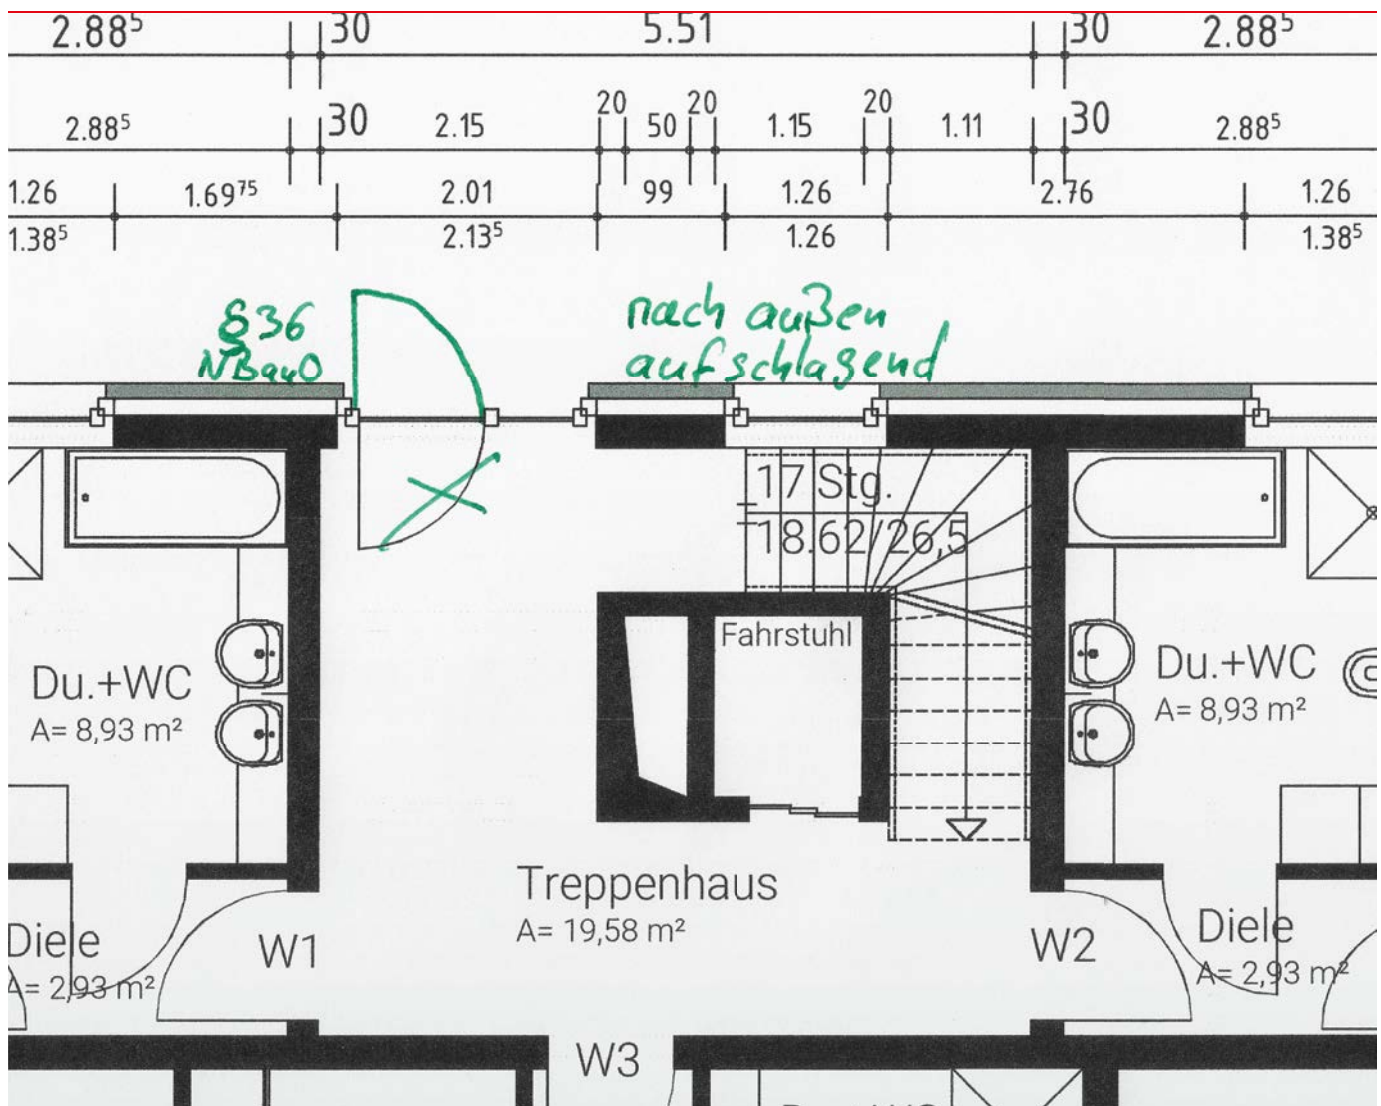 2.88⁵ 30 5.51 30 2.88⁵
20 20 20
2.88⁵ 30 2.15 50 1.15 1.11 30 2.88⁵
1.26 1.69⁷⁵ 2.01 99 1.26 2.76 1.26
1.38⁵ 2.13⁵ 1.26 1.38⁵
§36
NBauO
nach außen
aufschlagend
17 Stg.
18.62/26,5
Fahrstuhl
Du.+WC
A= 8,93 m²
Du.+WC
A= 8,93 m²
Treppenhaus
A= 19,58 m²
Diele
A= 2,93 m²
W1
W2
Diele
A= 2,93 m²
W3